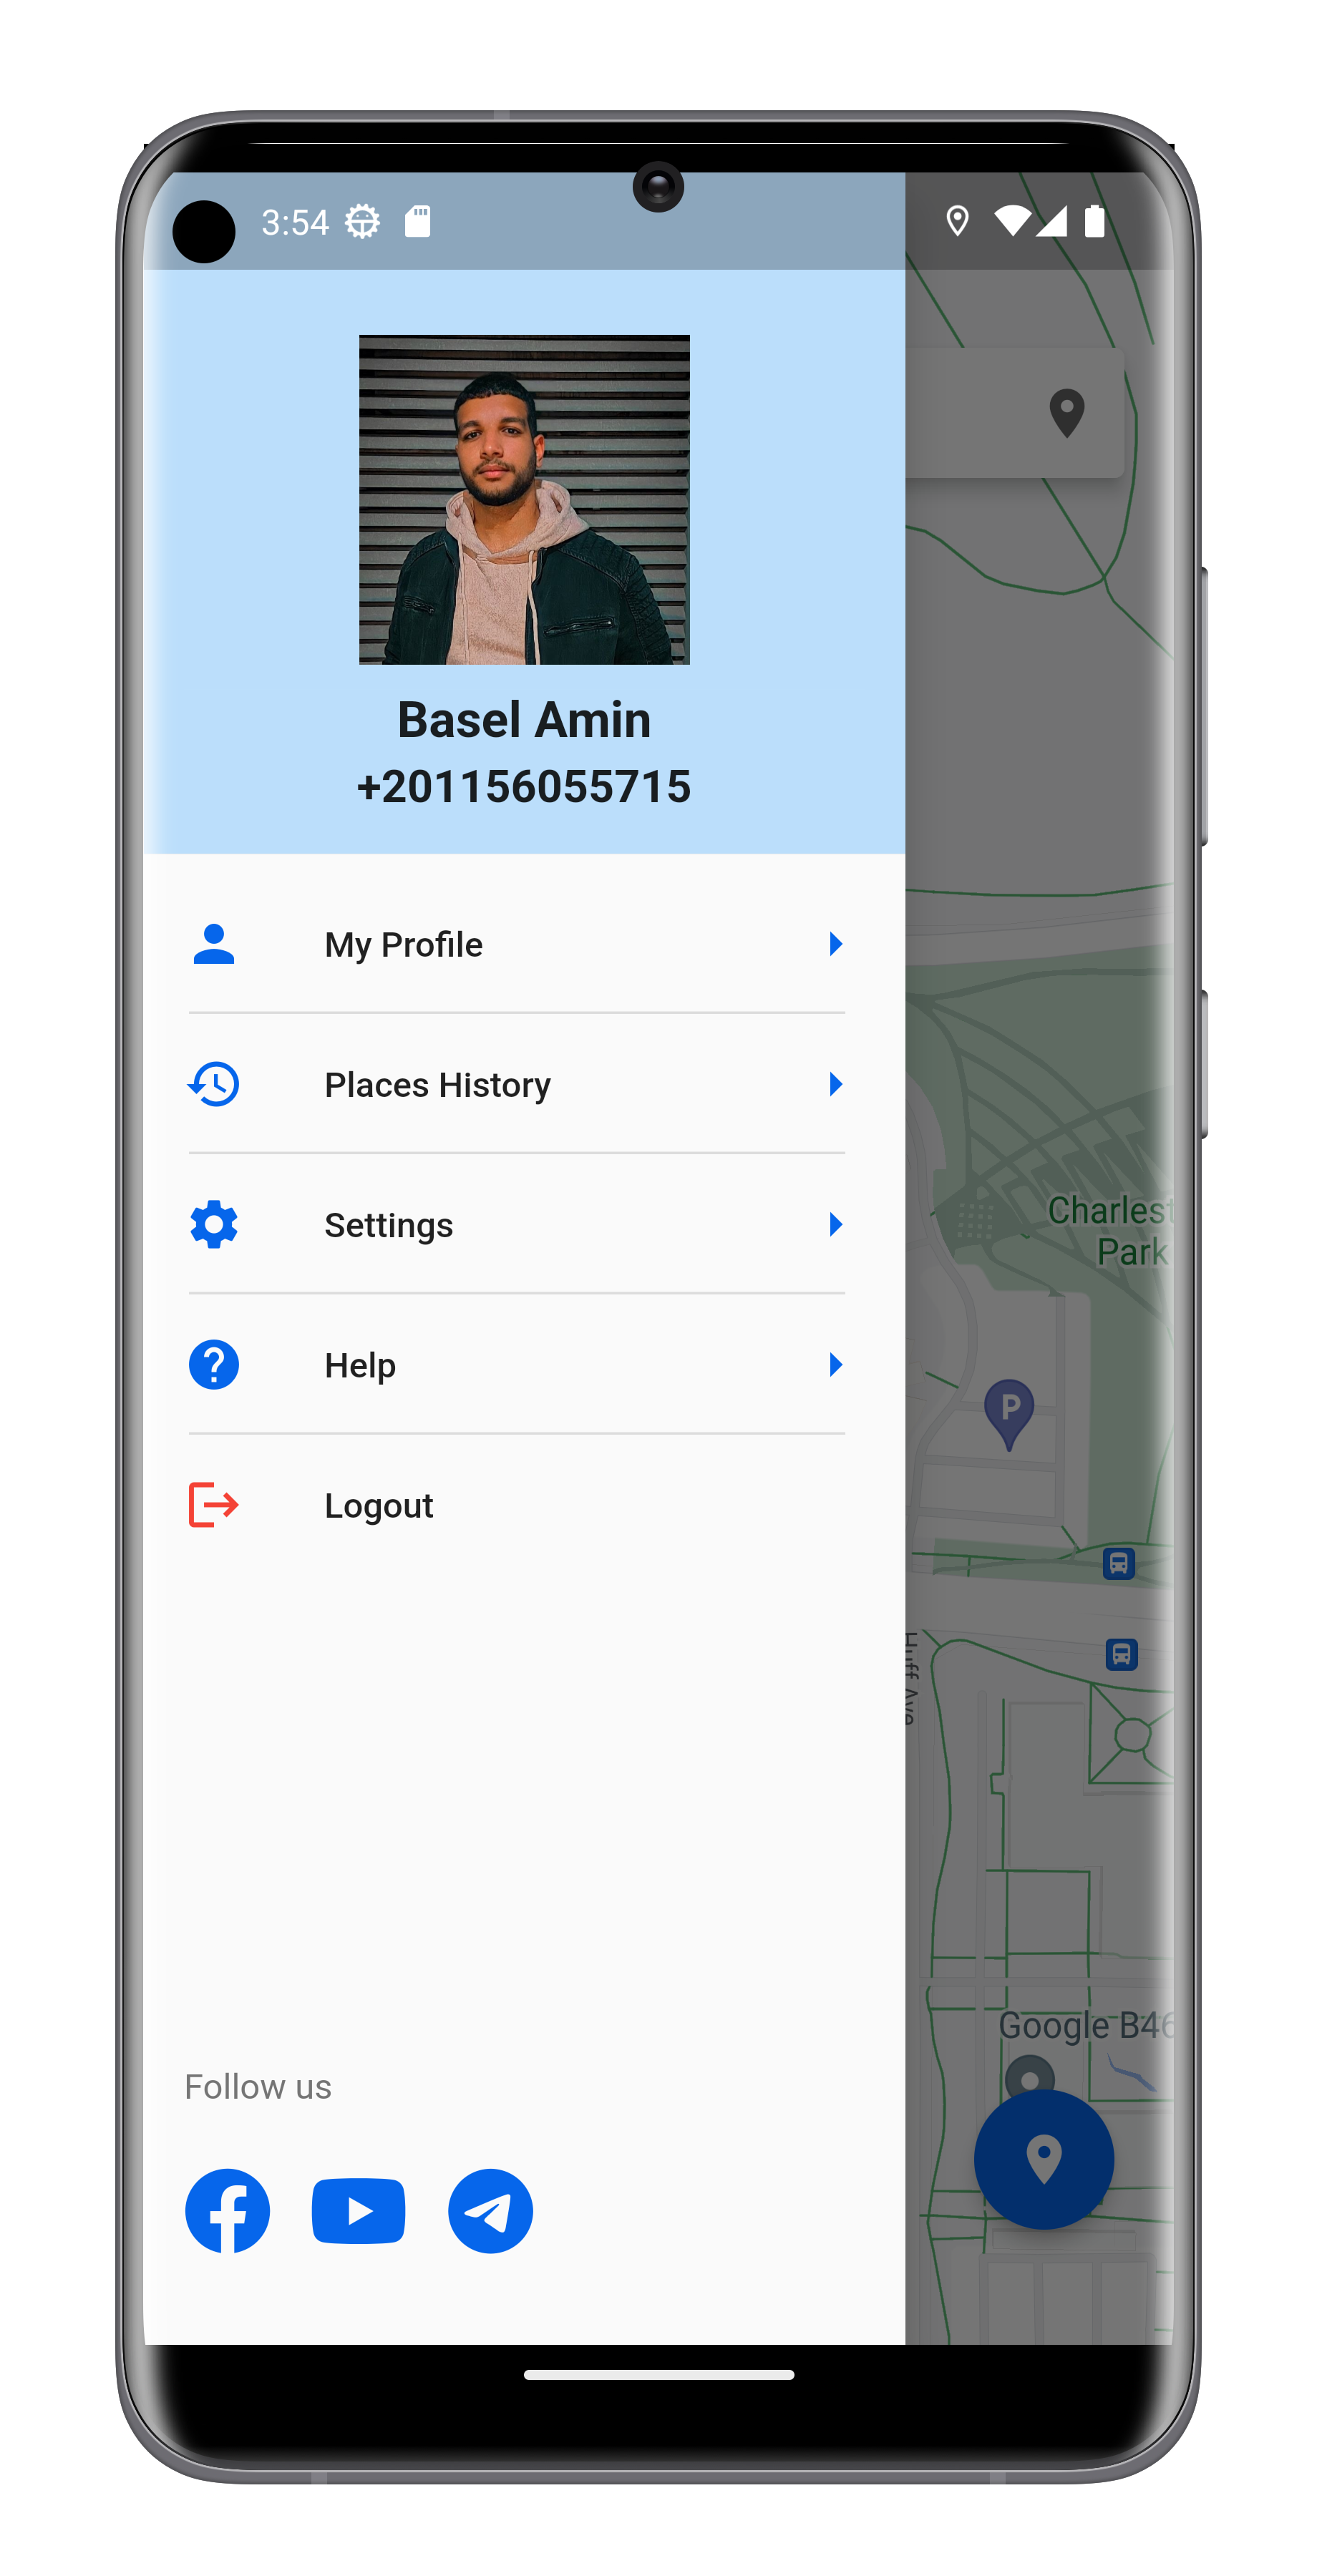 3:54
Basel Amin
+201156055715
My Profile
Places History
Settings
Help
Logout
Follow us
Charlest
Park
P
Huff Ave
Google B46